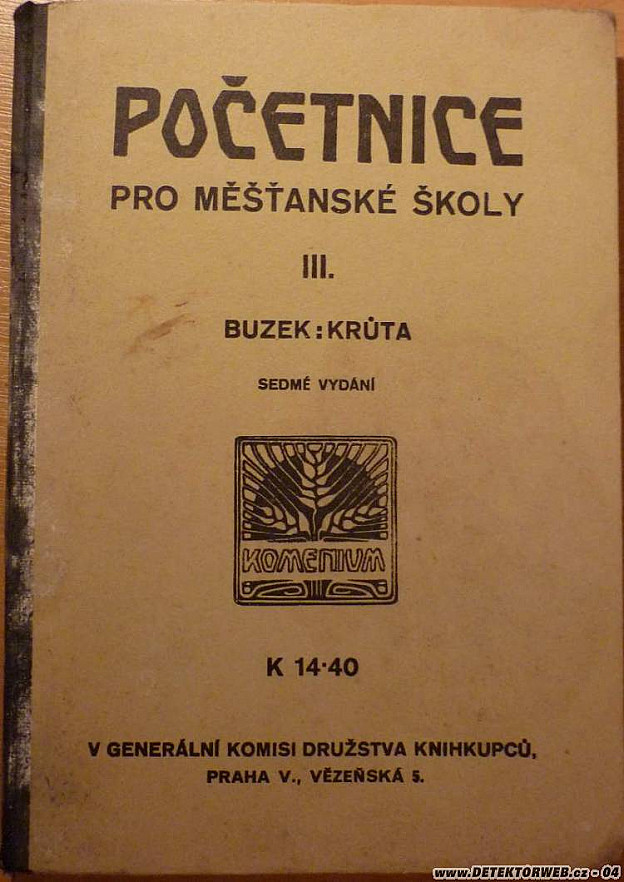 POČETNICE
PRO MĚŠŤANSKÉ ŠKOLY
III.
BUZEK : KRŮTA
SEDMÉ VYDÁNÍ
KOMENIUM
K 14·40
V GENERÁLNÍ KOMISI DRUŽSTVA KNIHKUPCŮ,
PRAHA V., VĚZEŇSKÁ 5.
www.DETEKTORWEB.cz - 04